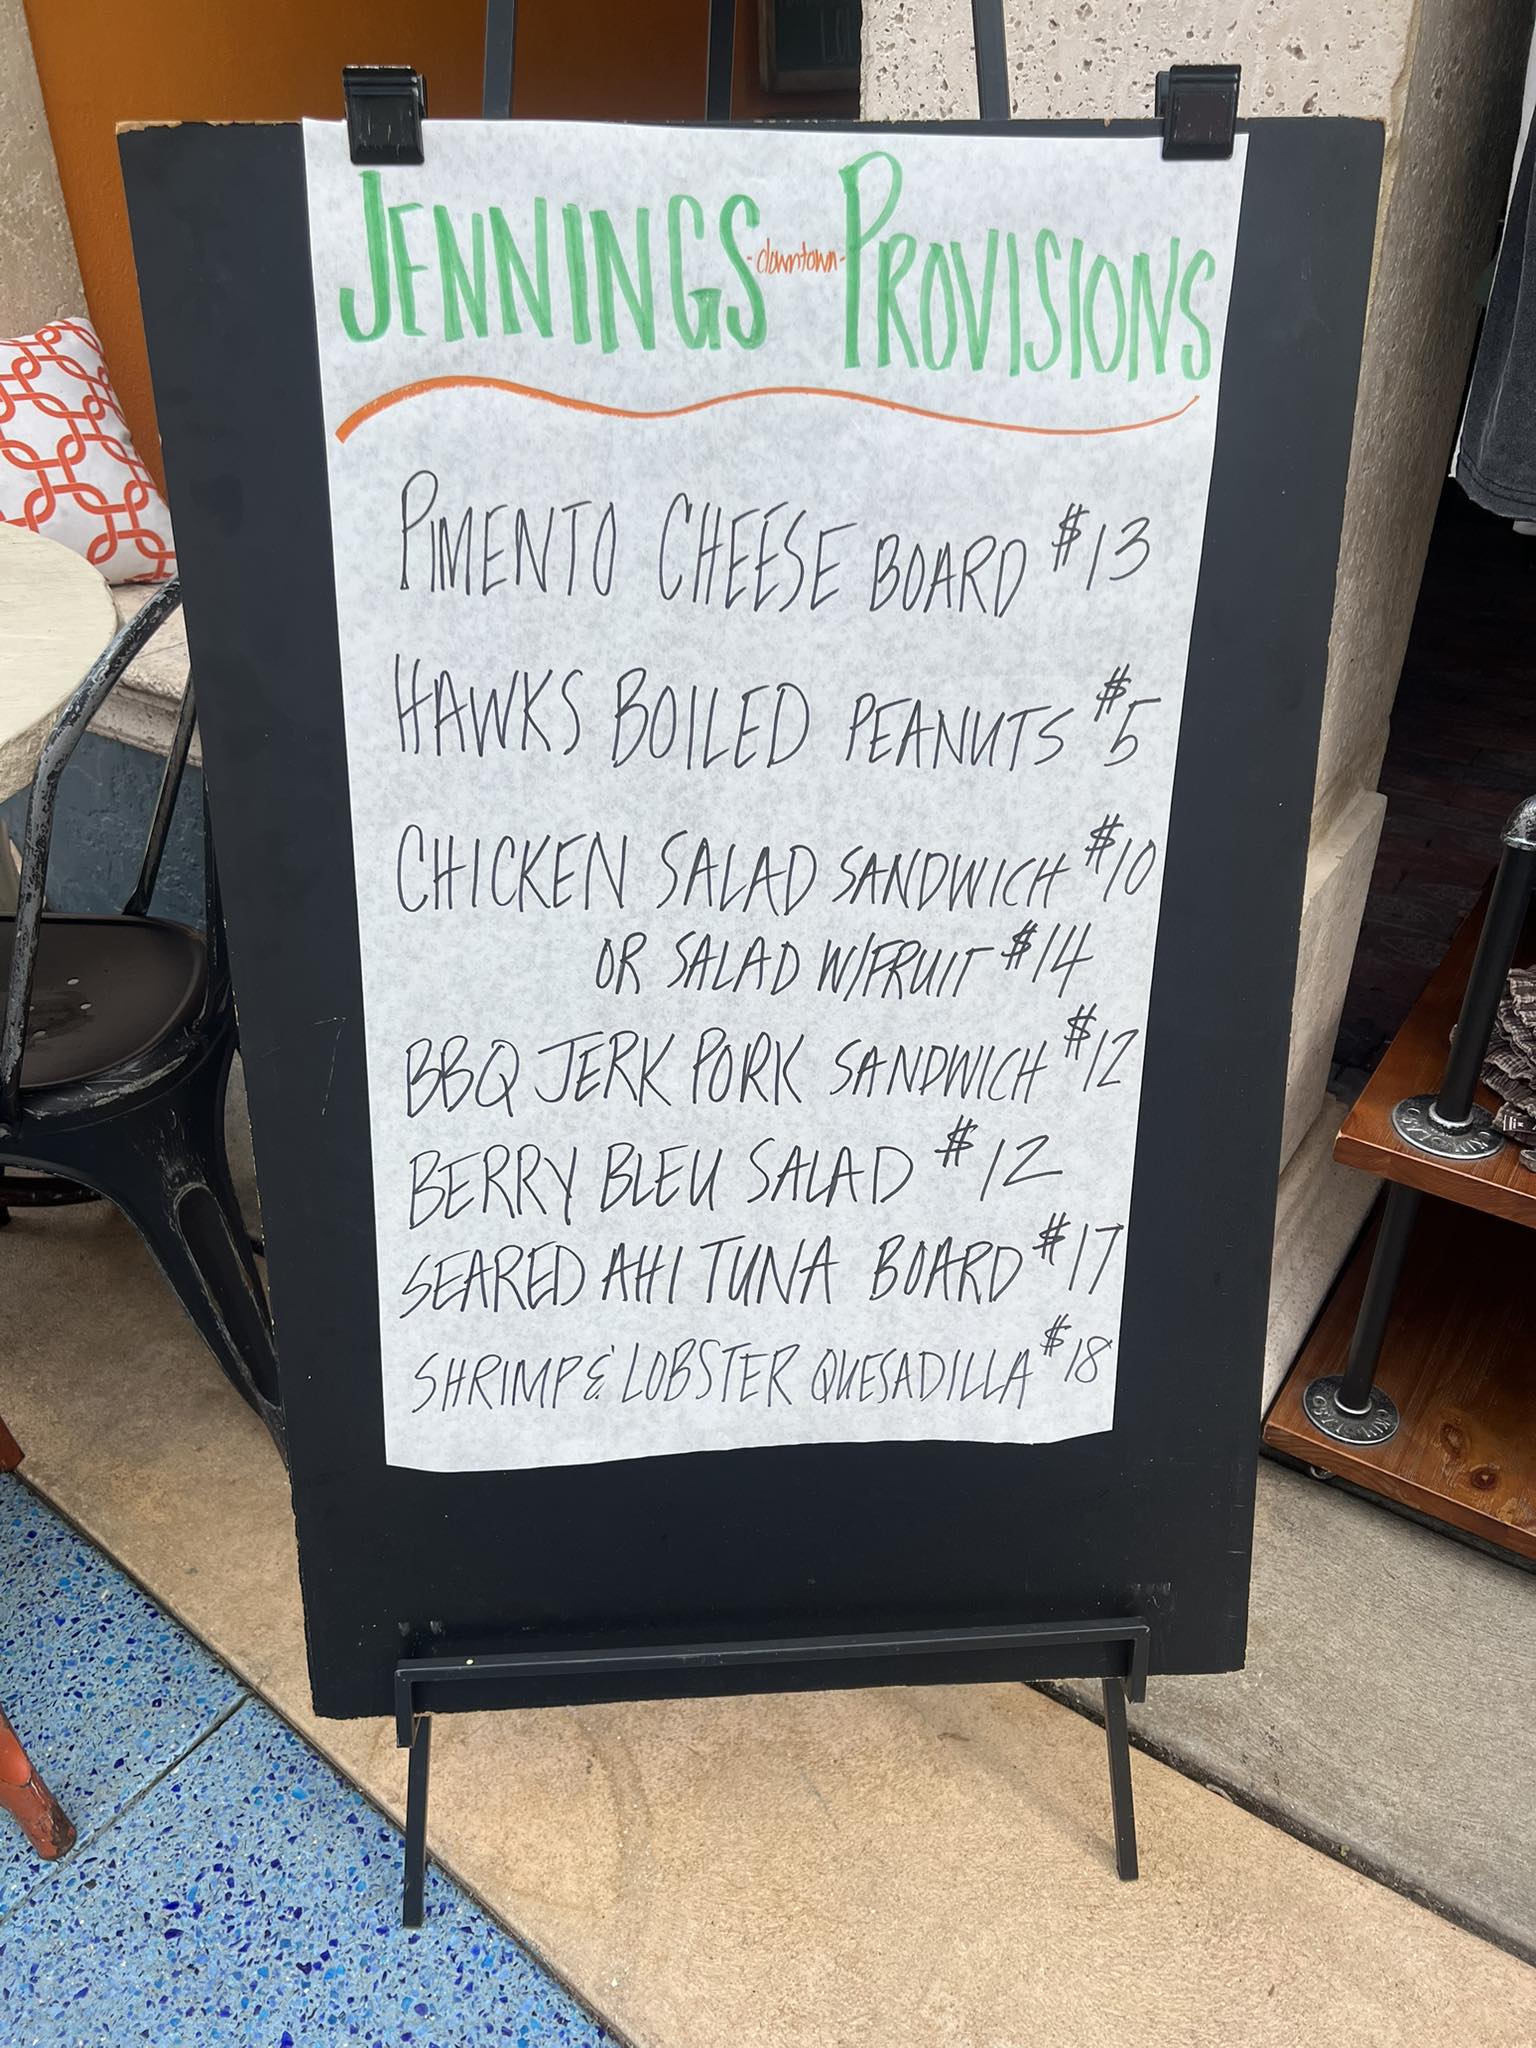 JENNINGS -downtown- PROVISIONS
PIMENTO CHEESE BOARD $13
HAWKS BOILED PEANUTS $5
CHICKEN SALAD SANDWICH $10
OR SALAD W/FRUIT $14
BBQ JERK PORK SANDWICH $12
BERRY BLEU SALAD $12
SEARED AHI TUNA BOARD $17
SHRIMP & LOBSTER QUESADILLA $18